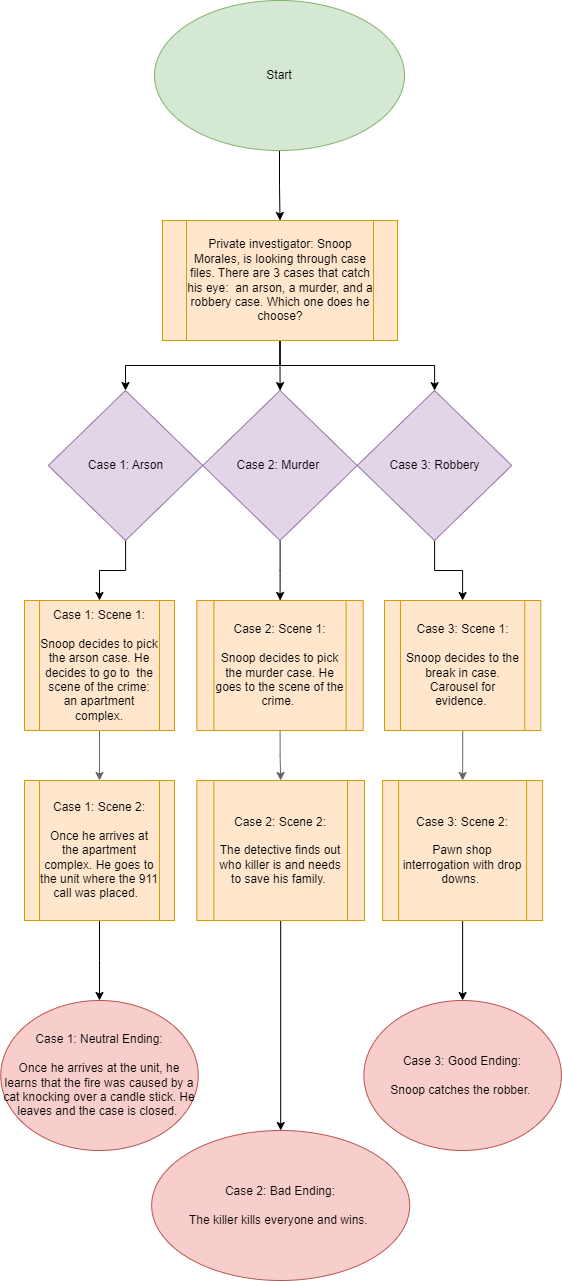 Start
Private investigator: Snoop
Morales, is looking through case
files. There are 3 cases that catch
his eye:  an arson, a murder, and a
robbery case. Which one does he
choose?
Case 1: Arson
Case 2: Murder
Case 3: Robbery
Case 1: Scene 1:
Snoop decides to pick
the arson case. He
decides to go to  the
scene of the crime:
an apartment
complex.
Case 2: Scene 1:
Snoop decides to pick
the murder case. He
goes to the scene of the
crime.
Case 3: Scene 1:
Snoop decides to the
break in case.
Carousel for
evidence.
Case 1: Scene 2:
Once he arrives at
the apartment
complex. He goes to
the unit where the 911
call was placed.
Case 2: Scene 2:
The detective finds out
who killer is and needs
to save his family.
Case 3: Scene 2:
Pawn shop
interrogation with drop
downs.
Case 1: Neutral Ending:
Once he arrives at the unit, he
learns that the fire was caused by a
cat knocking over a candle stick. He
leaves and the case is closed.
Case 3: Good Ending:
Snoop catches the robber.
Case 2: Bad Ending:
The killer kills everyone and wins.